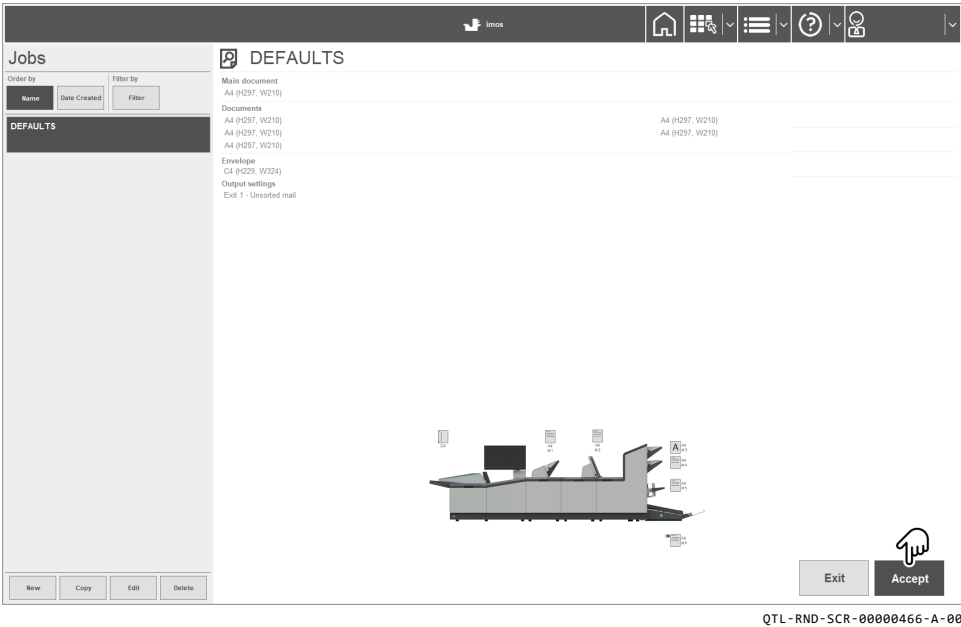 imos
Jobs
Order by
Filter by
Name
Date Created
Filter
DEFAULTS
DEFAULTS
Main document
A4 (H297, W210)
Documents
A4 (H297, W210)
A4 (H297, W210)
A4 (H297, W210)
A4 (H297, W210)
A4 (H297, W210)
Envelope
C4 (H229, W324)
Output settings
Exit 1 - Unsorted mail
C4
A
New
Copy
Edit
Delete
Exit
Accept
QTL-RND-SCR-00000466-A-00